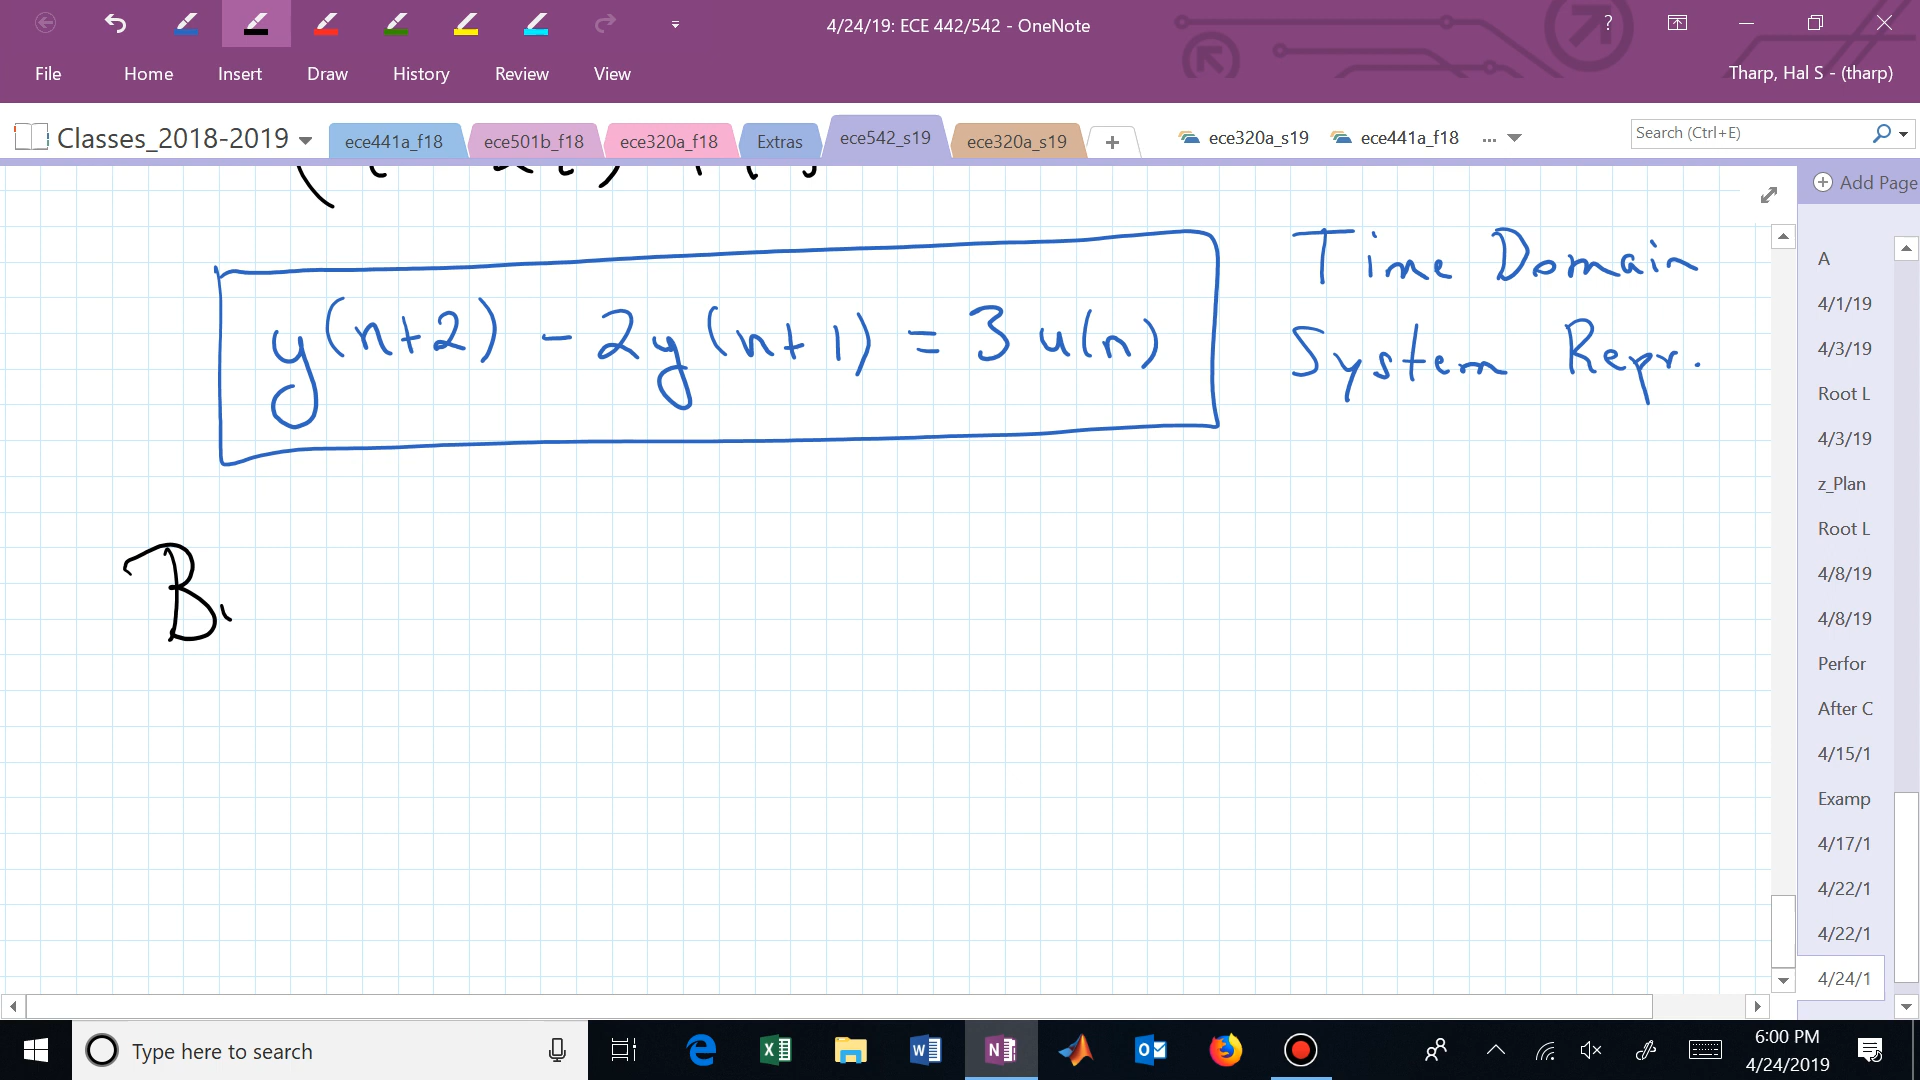 4/24/19: ECE 442/542 - OneNote
?
File Home Insert Draw History Review View
Tharp, Hal S - (tharp)
Classes_2018-2019 ece441a_f18 ece501b_f18 ece320a_f18 Extras ece542_s19 ece320a_s19 + ece320a_s19 ece441a_f18 ...
Search (Ctrl+E)
Add Page
y(n+2) - 2y(n+1) = 3 u(n)
Time Domain
System Repr.
B
A
4/1/19
4/3/19
Root L
4/3/19
z_Plan
Root L
4/8/19
4/8/19
Perfor
After C
4/15/1
Examp
4/17/1
4/22/1
4/22/1
4/24/1
Type here to search
6:00 PM
4/24/2019